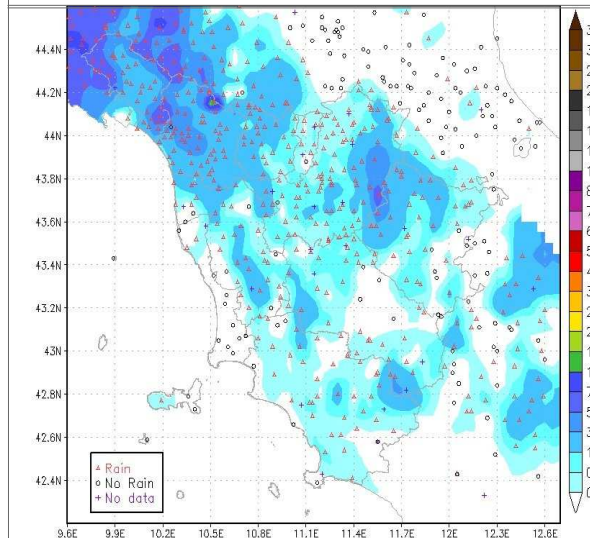 44.4N
44.2N
44N
43.8N
43.6N
43.4N
43.2N
43N
42.8N
42.6N
42.4N
Rain
No Rain
No data
9.6E 9.9E 10.2E 10.5E 10.8E 11.1E 11.4E 11.7E 12E 12.3E 12.6E